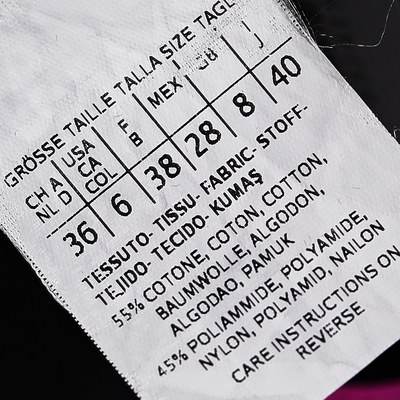 GRÖSSE TAILLE TALLA SIZE TAGL
CH A NL D
USA CA COL
F B
MEX
GB
I J
36 6 38 28 8 40
TESSUTO- TISSU- FABRIC- STOFF-
TEJIDO- TECIDO- KUMAŞ
55% COTONE, COTON, COTTON,
BAUMWOLLE, ALGODON,
ALGODAO, PAMUK
45% POLIAMMIDE, POLYAMIDE,
NYLON, POLYAMID, NAILON
CARE INSTRUCTIONS ON
REVERSE